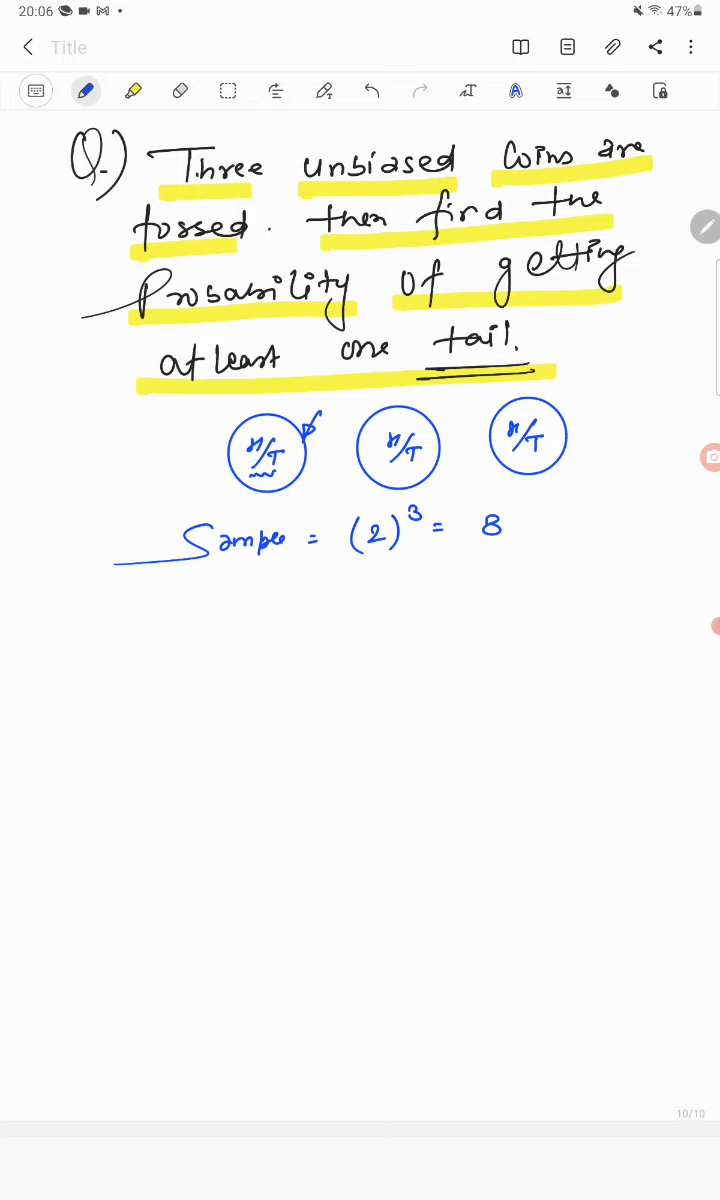 20:06
47%
Title
Q.) Three unbiased Coins are
tossed. then find the
Probability of getting
atleast one tail.
H/T H/T H/T
Sample = (2)³ = 8
10/10